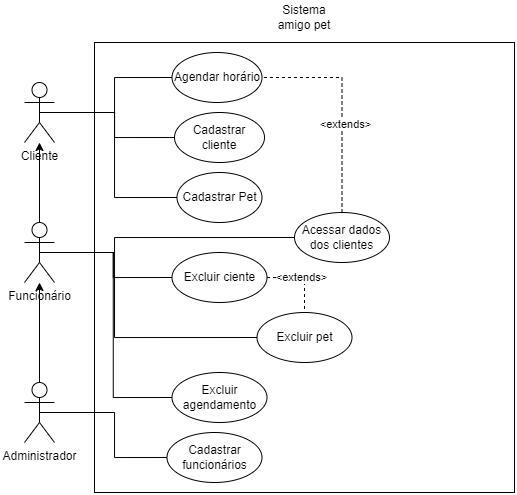 Sistema
amigo pet
Agendar horário
<extends>
Cadastrar
cliente
Cliente
Cadastrar Pet
Acessar dados
dos clientes
Excluir ciente
<extends>
Funcionário
Excluir pet
Excluir
agendamento
Cadastrar
funcionários
Administrador